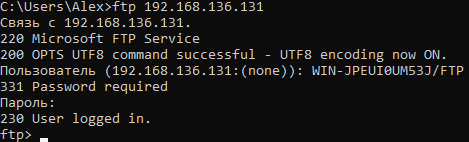 C:\Users\Alex>ftp 192.168.136.131
Связь с 192.168.136.131.
220 Microsoft FTP Service
200 OPTS UTF8 command successful - UTF8 encoding now ON.
Пользователь (192.168.136.131:(none)): WIN-JPEUI0UM53J/FTP
331 Password required
Пароль:
230 User logged in.
ftp>